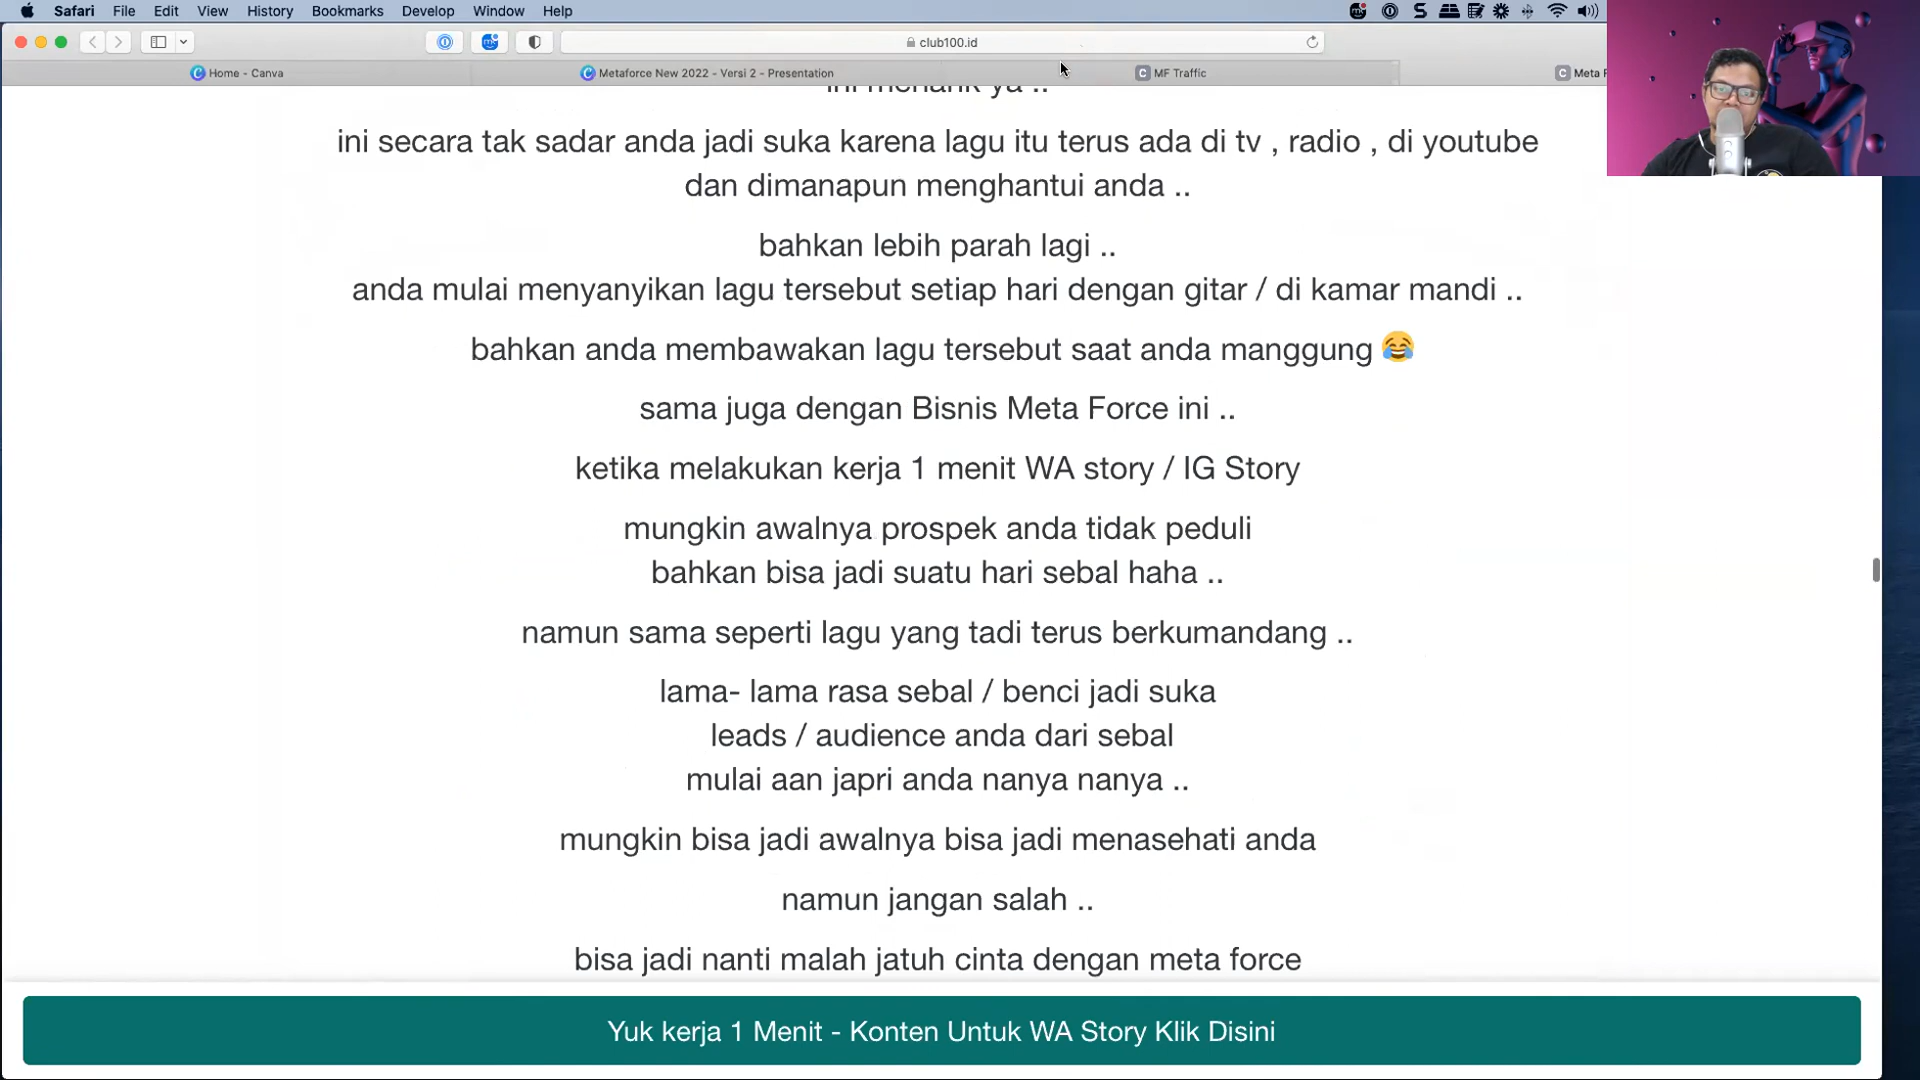 Safari File Edit View History Bookmarks Develop Window Help
club100.id
Home - Canva
Metaforce New 2022 - Versi 2 - Presentation
MF Traffic
Meta
ini menarik ya ..
ini secara tak sadar anda jadi suka karena lagu itu terus ada di tv , radio , di youtube
dan dimanapun menghantui anda ..
bahkan lebih parah lagi ..
anda mulai menyanyikan lagu tersebut setiap hari dengan gitar / di kamar mandi ..
bahkan anda membawakan lagu tersebut saat anda manggung 😂
sama juga dengan Bisnis Meta Force ini ..
ketika melakukan kerja 1 menit WA story / IG Story
mungkin awalnya prospek anda tidak peduli
bahkan bisa jadi suatu hari sebal haha ..
namun sama seperti lagu yang tadi terus berkumandang ..
lama- lama rasa sebal / benci jadi suka
leads / audience anda dari sebal
mulai aan japri anda nanya nanya ..
mungkin bisa jadi awalnya bisa jadi menasehati anda
namun jangan salah ..
bisa jadi nanti malah jatuh cinta dengan meta force
Yuk kerja 1 Menit - Konten Untuk WA Story Klik Disini